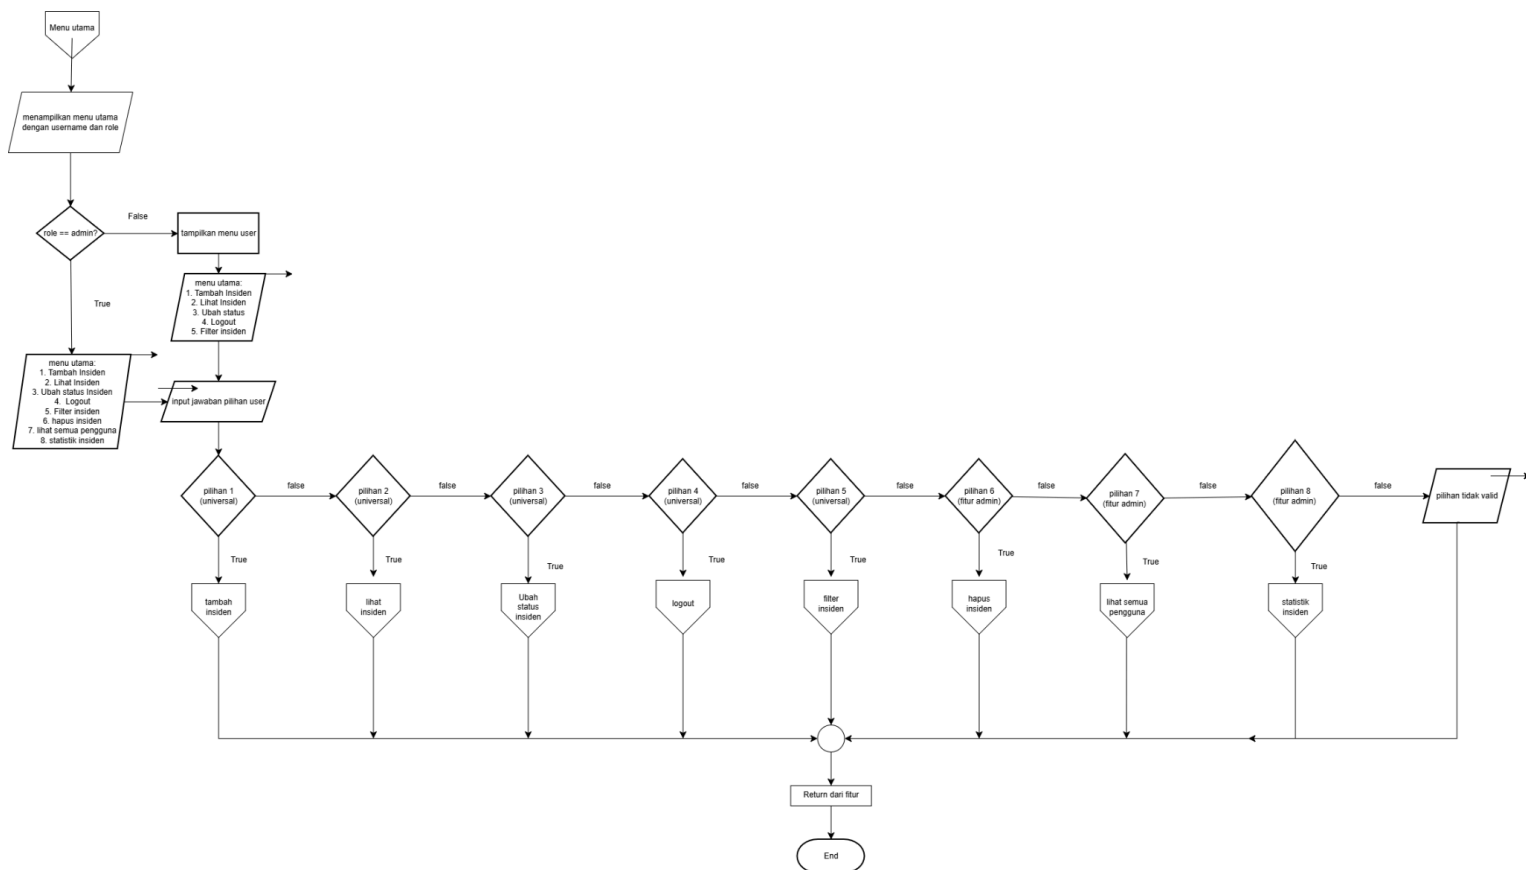 Menu utama
menampilkan menu utama
dengan username dan role
role == admin?
False
tampilkan menu user
True
menu utama:
1. Tambah Insiden
2. Lihat Insiden
3. Ubah status
4. Logout
5. Filter insiden
menu utama:
1. Tambah Insiden
2. Lihat Insiden
3. Ubah status Insiden
4. Logout
5. Filter insiden
6. hapus insiden
7. lihat semua pengguna
8. statistik insiden
input jawaban pilihan user
pilihan 1
(universal)
false
pilihan 2
(universal)
false
pilihan 3
(universal)
false
pilihan 4
(universal)
false
pilihan 5
(universal)
false
pilihan 6
(fitur admin)
false
pilihan 7
(fitur admin)
false
pilihan 8
(fitur admin)
false
pilihan tidak valid
True
True
True
True
True
True
True
True
tambah
insiden
lihat
insiden
Ubah
status
insiden
logout
filter
insiden
hapus
insiden
lihat semua
pengguna
statistik
insiden
Return dari fitur
End